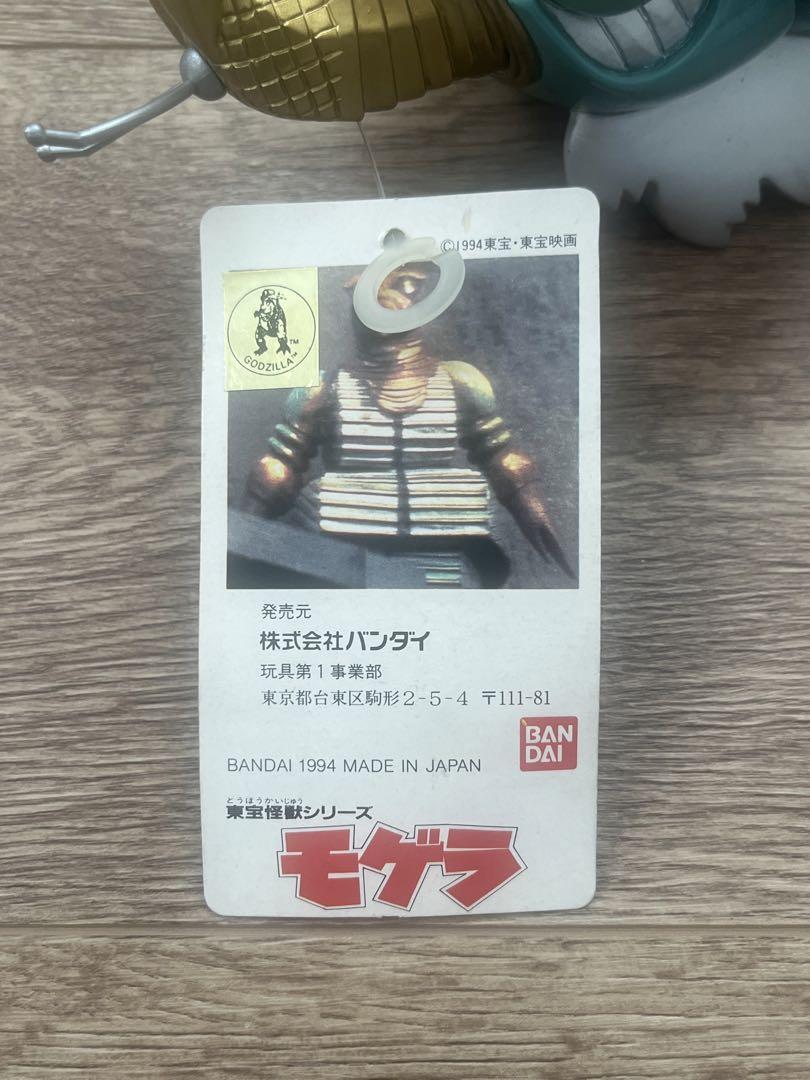 ©1994東宝・東宝映画
TM
GODZILLA™
発売元
株式会社バンダイ
玩具第1事業部
東京都台東区駒形2-5-4 〒111-81
BAN
DAI
BANDAI 1994 MADE IN JAPAN
とうほうかいじゅう
東宝怪獣シリーズ
モゲラ